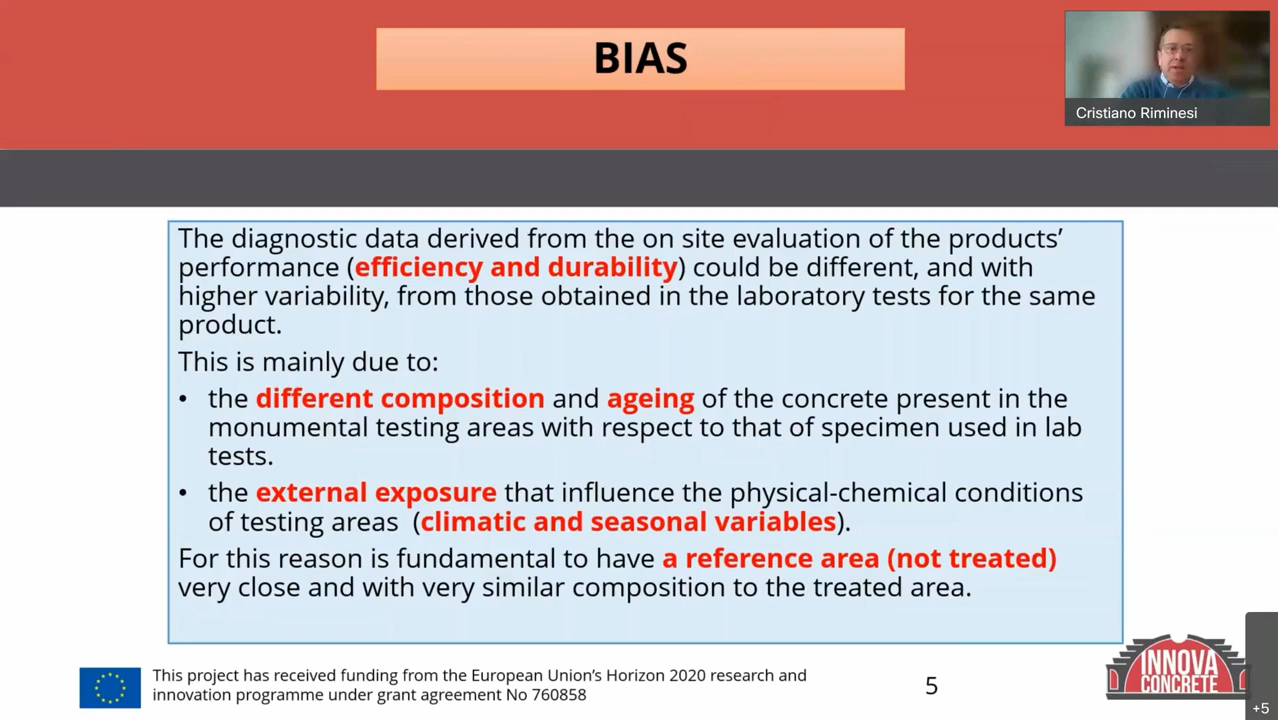 BIAS
Cristiano Riminesi
The diagnostic data derived from the on site evaluation of the products’
performance (efficiency and durability) could be different, and with
higher variability, from those obtained in the laboratory tests for the same
product.
This is mainly due to:
• the different composition and ageing of the concrete present in the
monumental testing areas with respect to that of specimen used in lab
tests.
• the external exposure that influence the physical-chemical conditions
of testing areas (climatic and seasonal variables).
For this reason is fundamental to have a reference area (not treated)
very close and with very similar composition to the treated area.
This project has received funding from the European Union’s Horizon 2020 research and
innovation programme under grant agreement No 760858
5
INNOVA
CONCRETE
+5